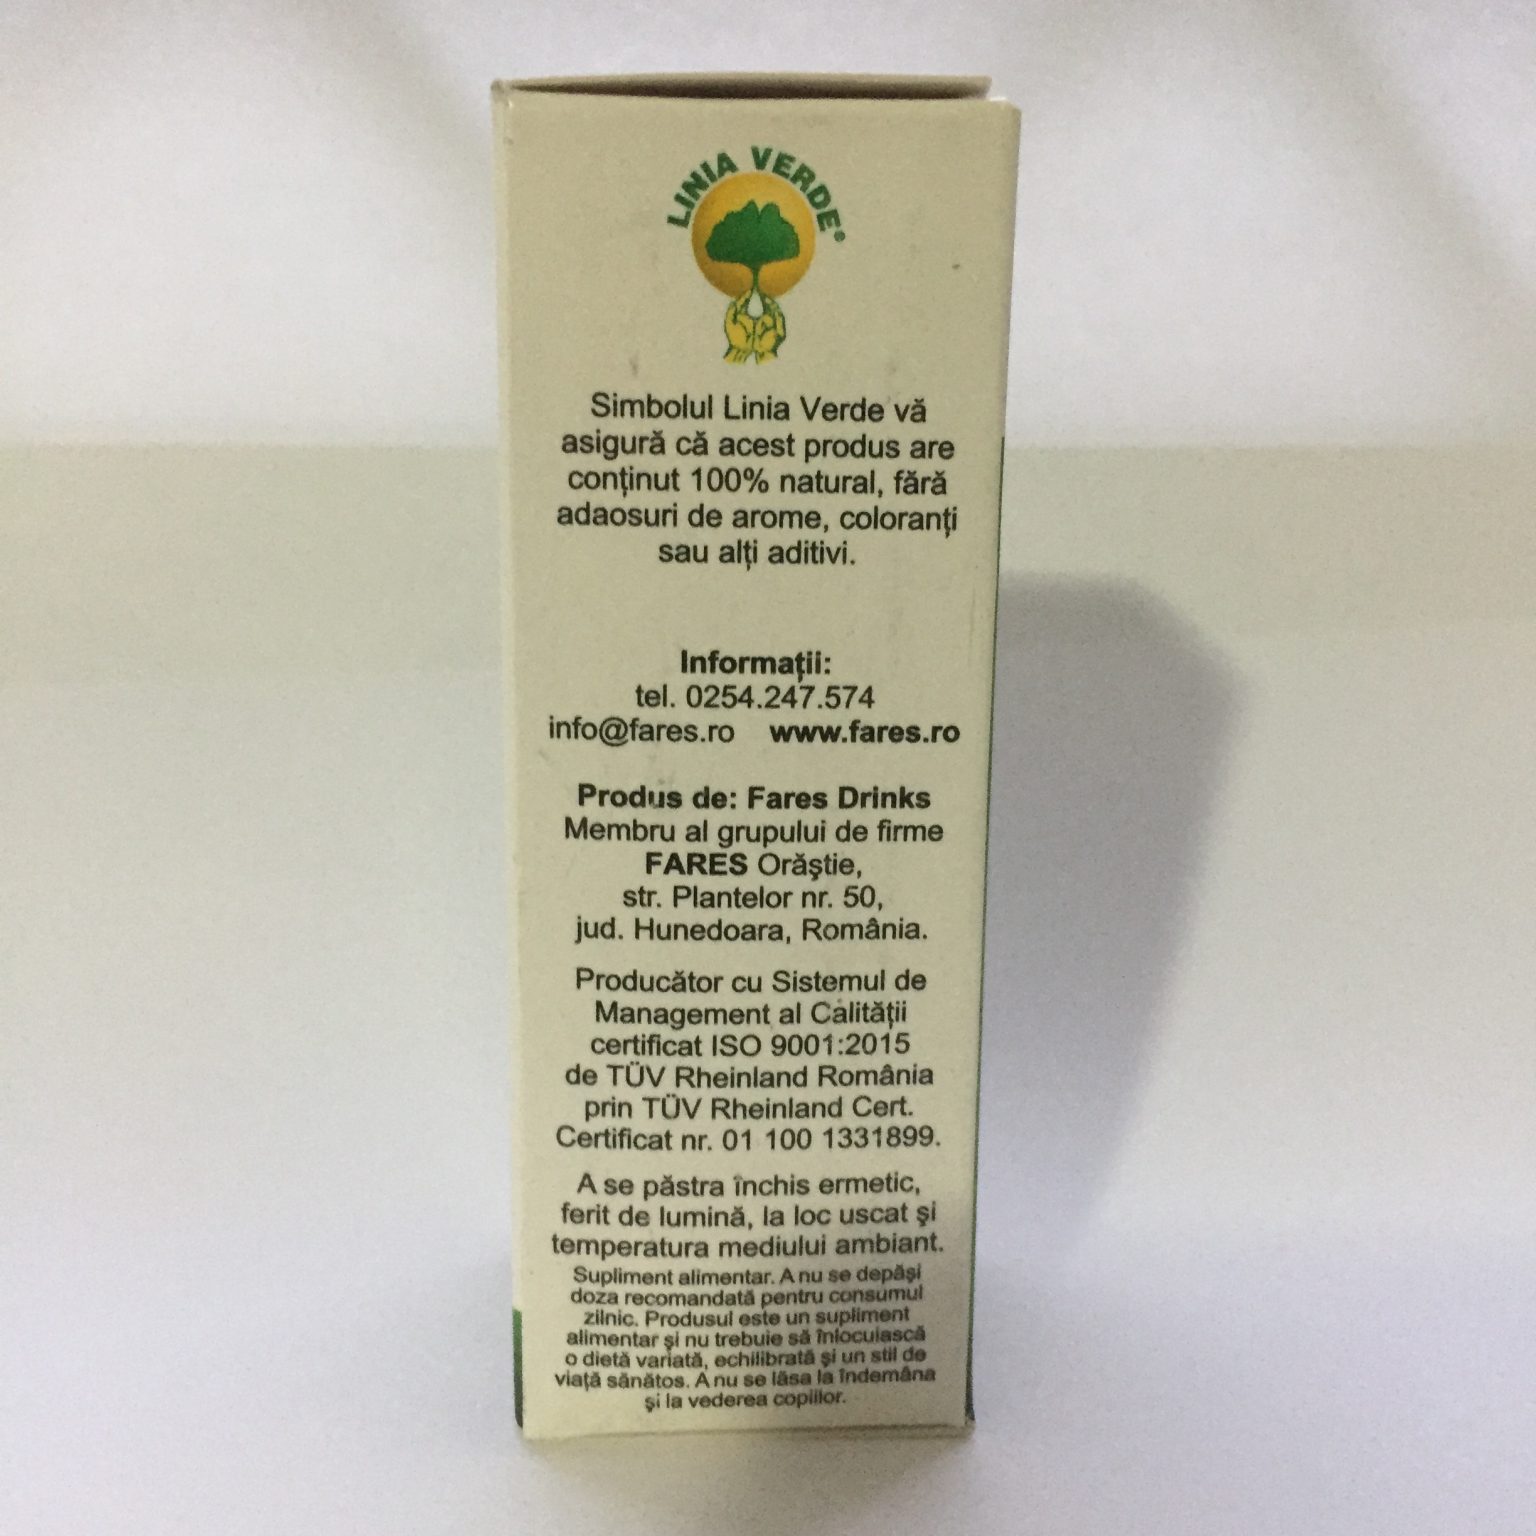 LINIA VERDE®
Simbolul Linia Verde vă
asigură că acest produs are
conținut 100% natural, fără
adaosuri de arome, coloranți
sau alți aditivi.
Informații:
tel. 0254.247.574
info@fares.ro www.fares.ro
Produs de: Fares Drinks
Membru al grupului de firme
FARES Orăştie,
str. Plantelor nr. 50,
jud. Hunedoara, România.
Producător cu Sistemul de
Management al Calității
certificat ISO 9001:2015
de TÜV Rheinland România
prin TÜV Rheinland Cert.
Certificat nr. 01 100 1331899.
A se păstra închis ermetic,
ferit de lumină, la loc uscat şi
temperatura mediului ambiant.
Supliment alimentar. A nu se depăşi
doza recomandată pentru consumul
zilnic. Produsul este un supliment
alimentar şi nu trebuie să înlocuiască
o dietă variată, echilibrată şi un stil de
viață sănătos. A nu se lăsa la îndemâna
şi la vederea copiilor.